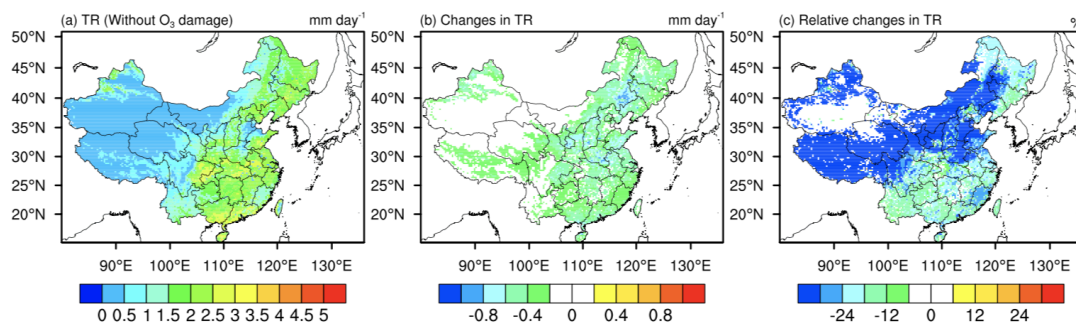 (a) TR (Without O₃ damage) mm day⁻¹
(b) Changes in TR mm day⁻¹
(c) Relative changes in TR %
50°N 45°N 40°N 35°N 30°N 25°N 20°N
50°N 45°N 40°N 35°N 30°N 25°N 20°N
50°N 45°N 40°N 35°N 30°N 25°N 20°N
90°E 100°E 110°E 120°E 130°E
90°E 100°E 110°E 120°E 130°E
90°E 100°E 110°E 120°E 130°E
0 0.5 1 1.5 2 2.5 3 3.5 4 4.5 5
-0.8 -0.4 0 0.4 0.8
-24 -12 0 12 24